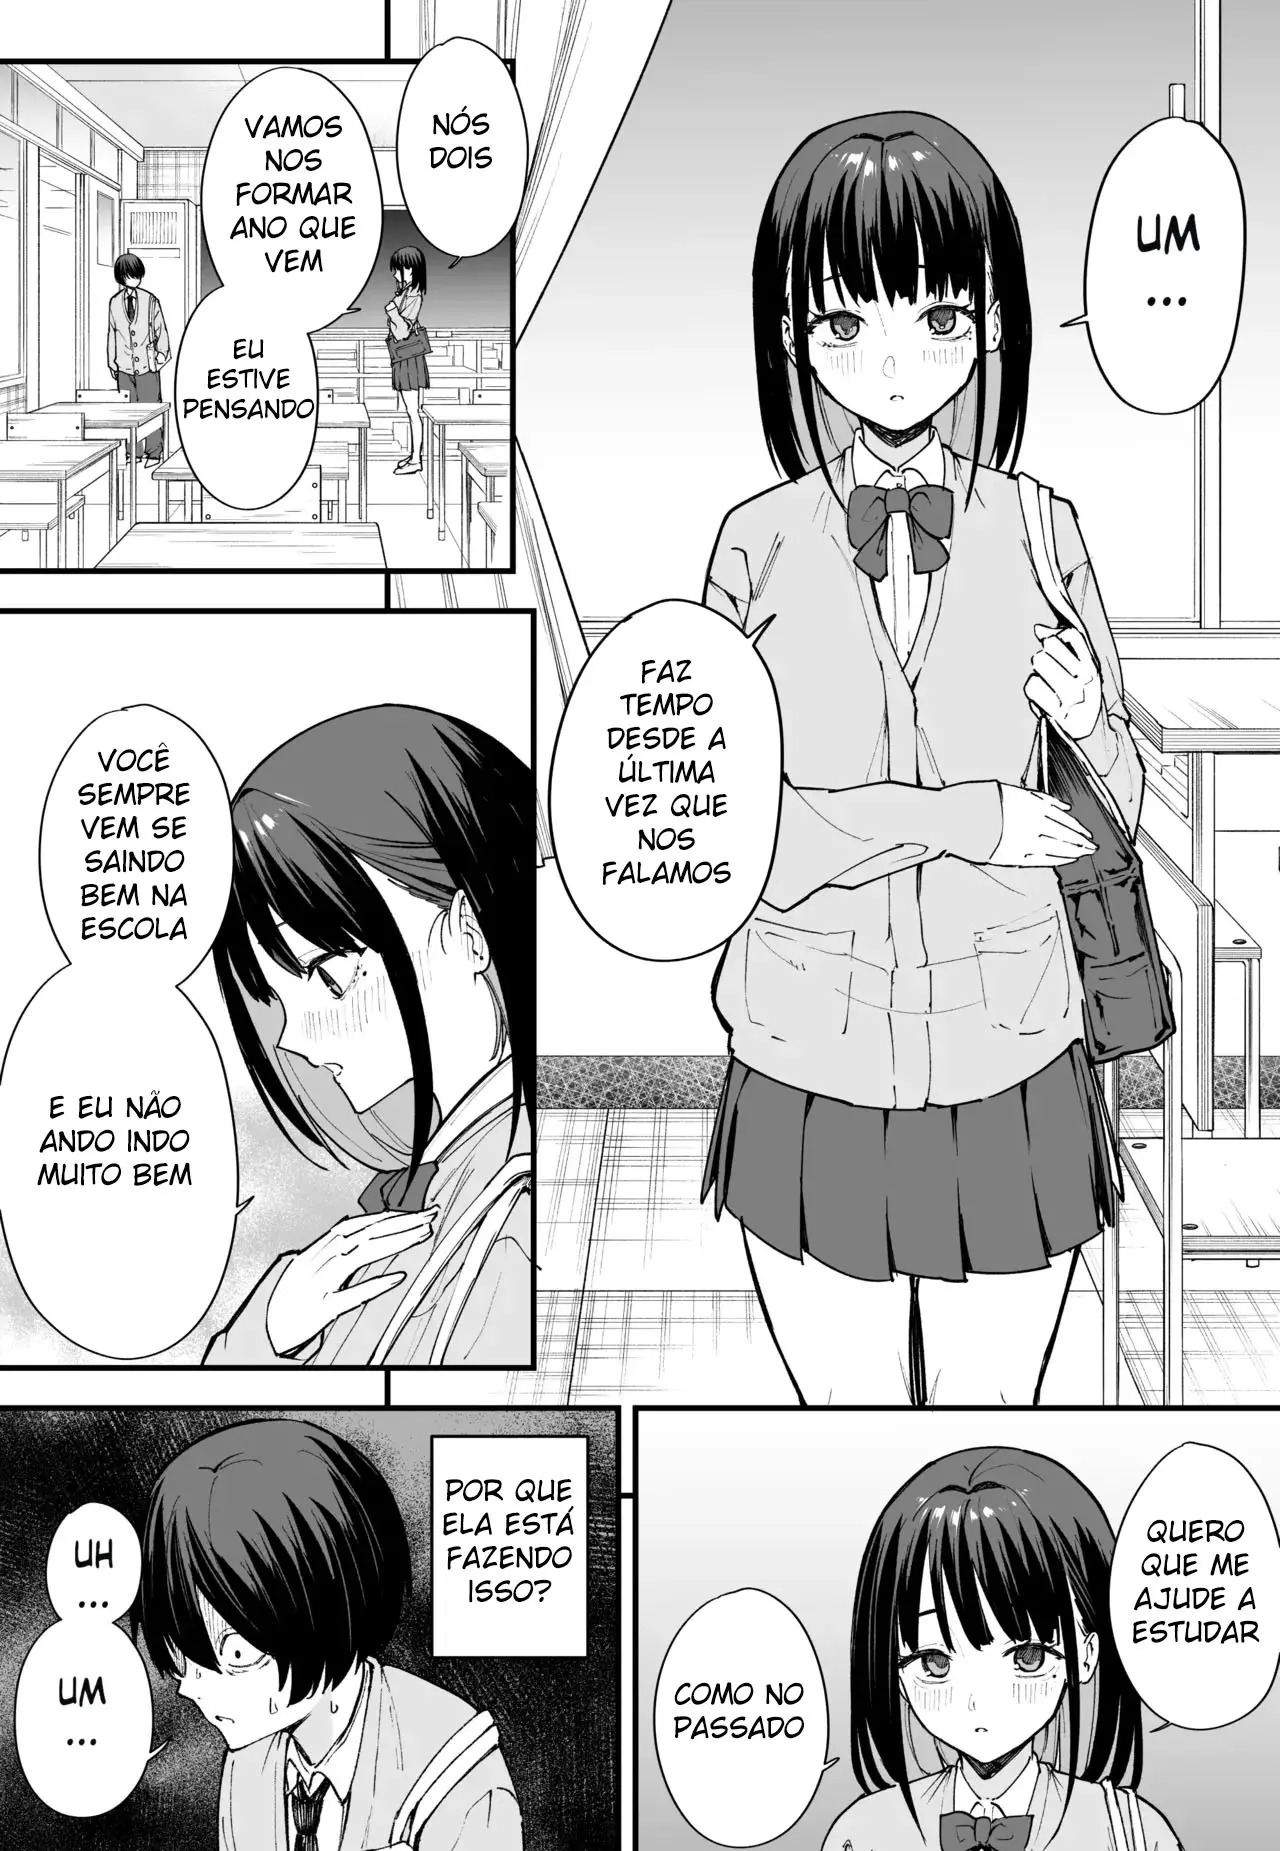 UM
...
FAZ
TEMPO
DESDE A
ÚLTIMA
VEZ QUE
NOS
FALAMOS
NÓS
DOIS
VAMOS
NOS
FORMAR
ANO QUE
VEM
EU
ESTIVE
PENSANDO
VOCÊ
SEMPRE
VEM SE
SAINDO
BEM NA
ESCOLA
E EU NÃO
ANDO INDO
MUITO BEM
QUERO
QUE ME
AJUDE A
ESTUDAR
COMO NO
PASSADO
POR QUE
ELA ESTÁ
FAZENDO
ISSO?
UH
...
UM
...